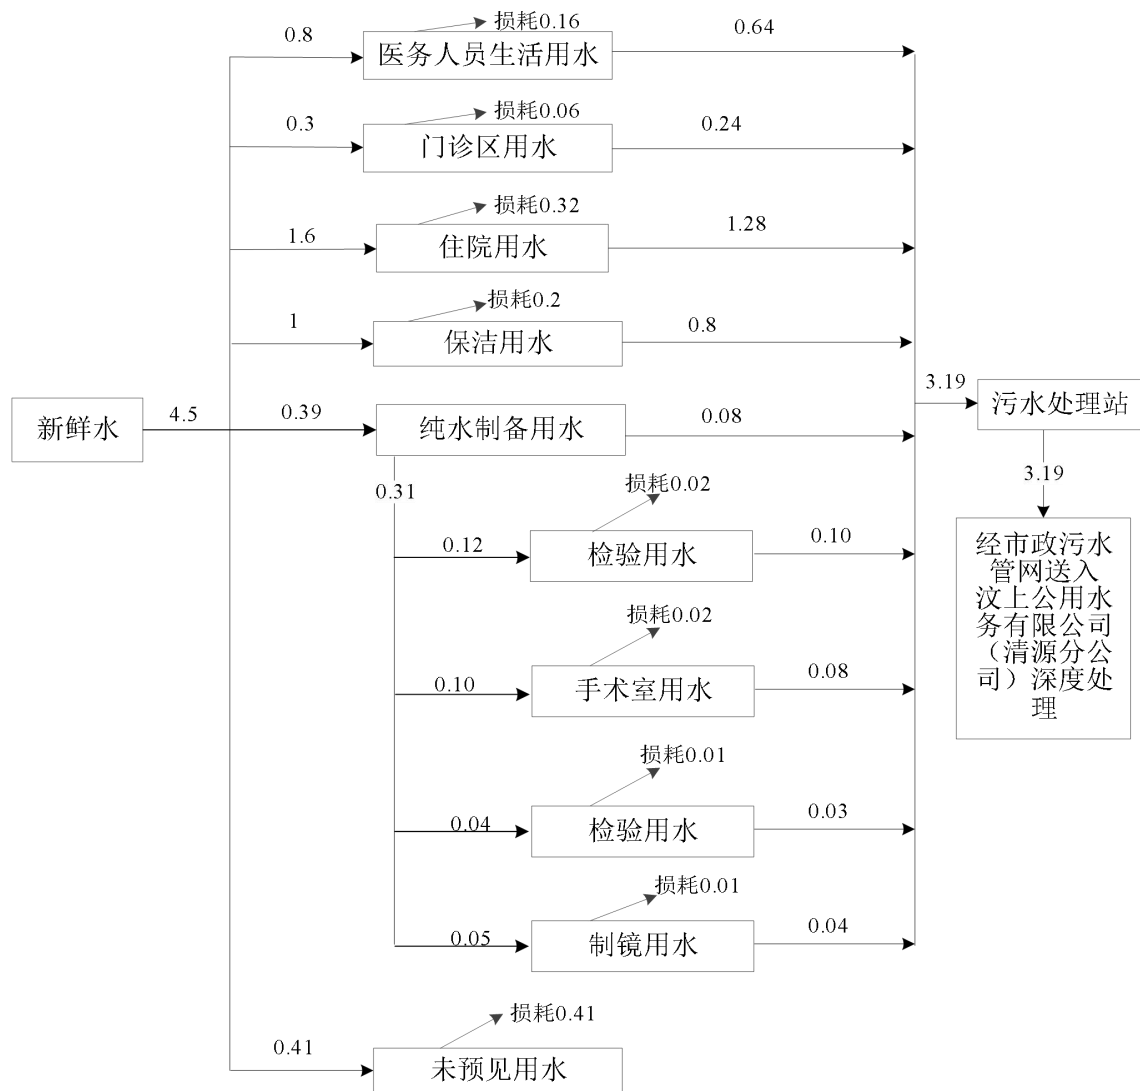 损耗0.16
0.8
医务人员生活用水
0.64
损耗0.06
0.3
门诊区用水
0.24
损耗0.32
1.6
住院用水
1.28
损耗0.2
1
保洁用水
0.8
新鲜水
4.5
0.39
纯水制备用水
0.08
3.19
污水处理站
0.31
3.19
损耗0.02
0.12
检验用水
0.10
经市政污水
管网送入
汶上公用水
务有限公司
（清源分公
司）深度处
理
损耗0.02
0.10
手术室用水
0.08
损耗0.01
0.04
检验用水
0.03
损耗0.01
0.05
制镜用水
0.04
损耗0.41
0.41
未预见用水